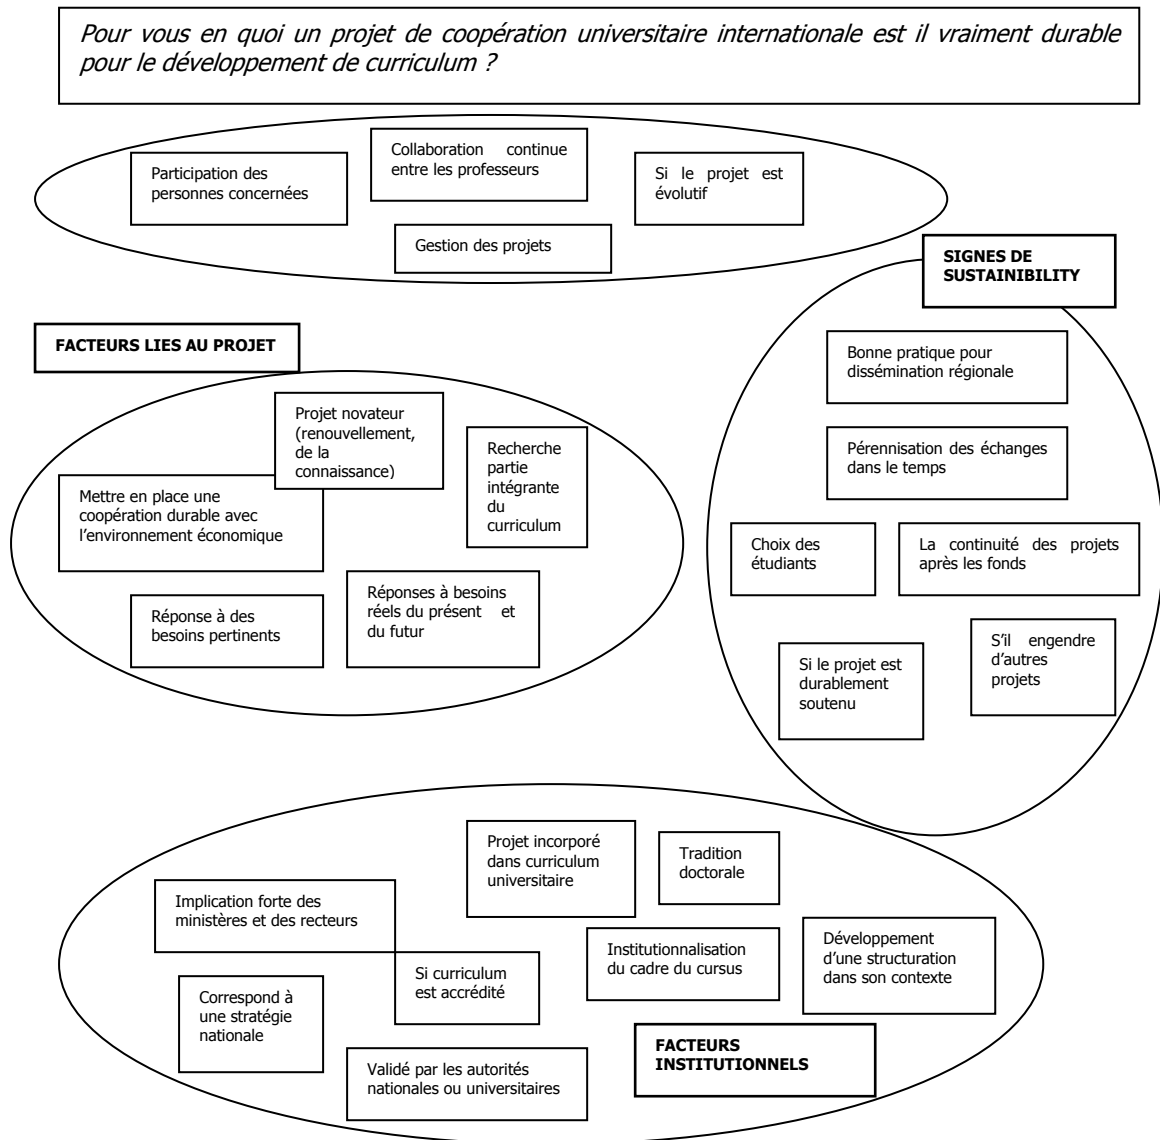 Pour vous en quoi un projet de coopération universitaire internationale est il vraiment durable
pour le développement de curriculum ?
Participation des
personnes concernées
Collaboration continue
entre les professeurs
Si le projet est
évolutif
Gestion des projets
SIGNES DE
SUSTAINIBILITY
Bonne pratique pour
dissémination régionale
Pérennisation des échanges
dans le temps
Choix des
étudiants
La continuité des projets
après les fonds
Si le projet est
durablement
soutenu
S'il engendre
d'autres
projets
FACTEURS LIES AU PROJET
Projet novateur
(renouvellement,
de la
connaissance)
Recherche
partie
intégrante
du
curriculum
Mettre en place une
coopération durable avec
l'environnement économique
Réponse à des
besoins pertinents
Réponses à besoins
réels du présent et
du futur
Projet incorporé
dans curriculum
universitaire
Tradition
doctorale
Implication forte des
ministères et des recteurs
Si curriculum
est accrédité
Institutionnalisation
du cadre du cursus
Développement
d'une structuration
dans son contexte
Correspond à
une stratégie
nationale
Validé par les autorités
nationales ou universitaires
FACTEURS
INSTITUTIONNELS